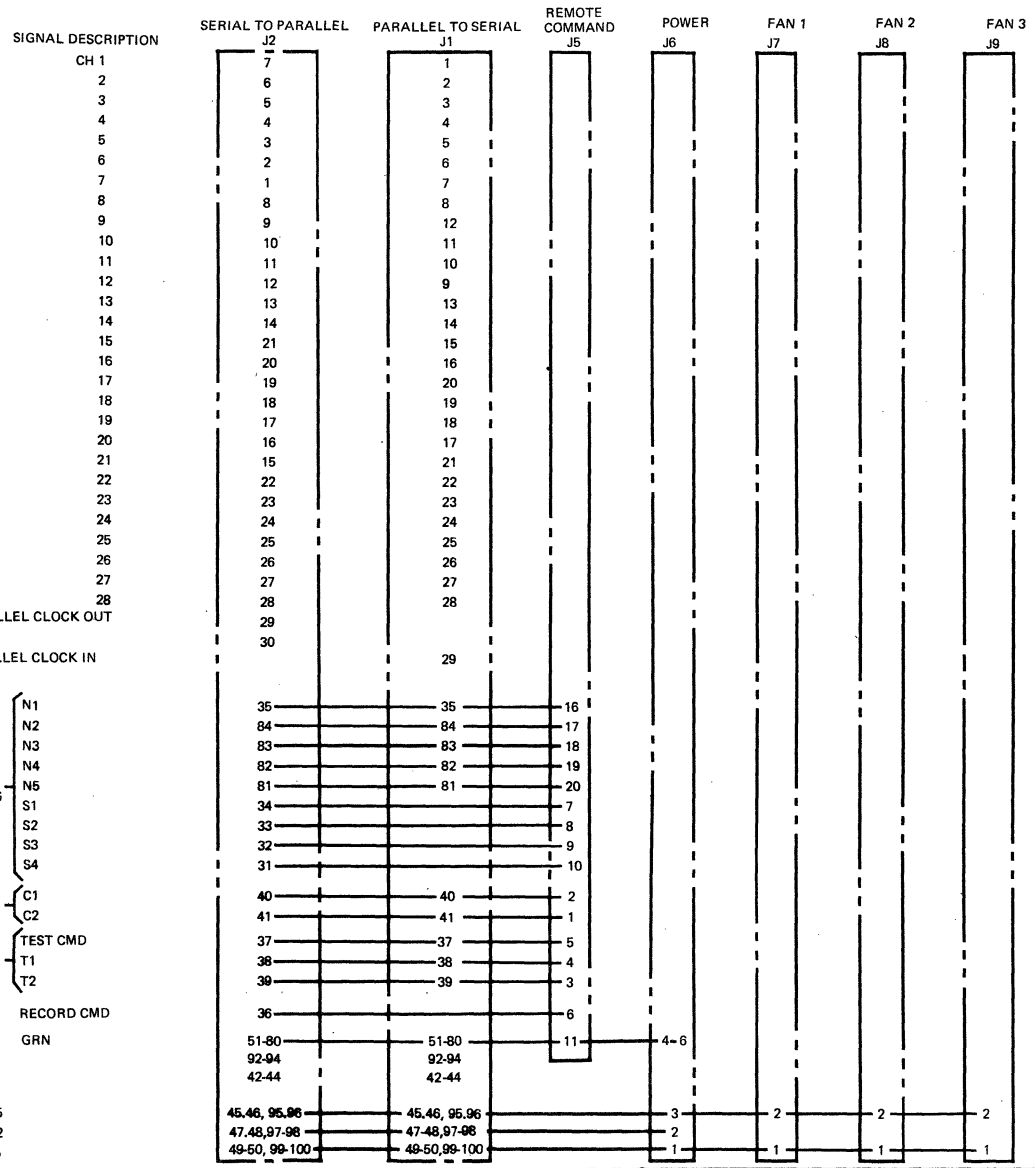 REMOTE
SERIAL TO PARALLEL PARALLEL TO SERIAL COMMAND POWER FAN 1 FAN 2 FAN 3
SIGNAL DESCRIPTION J2 J1 J5 J6 J7 J8 J9
CH 1 7 1
2 6 2
3 5 3
4 4 4
5 3 5
6 2 6
7 1 7
8 8 8
9 9 12
10 10 11
11 11 10
12 12 9
13 13 13
14 14 14
15 21 15
16 20 16
17 19 20
18 18 19
19 17 18
20 16 17
21 15 21
22 22 22
23 23 23
24 24 24
25 25 25
26 26 26
27 27 27
28 28 28
LLEL CLOCK OUT 29
30
LLEL CLOCK IN 29
N1 35 35 16
N2 84 84 17
N3 83 83 18
N4 82 82 19
N5 81 81 20
S1 34 7
S2 33 8
S3 32 9
S4 31 10
C1 40 40 2
C2 41 41 1
TEST CMD 37 37 5
T1 38 38 4
T2 39 39 3
RECORD CMD 36 6
GRN 51-80 51-80 11 4-6
92-94 92-94
42-44 42-44
45.46, 95.96 45.46, 95.96 3 2 2 2
47.48,97-98 47-48,97-98 2
49-50, 99-100 49-50,99-100 1 1 1 1